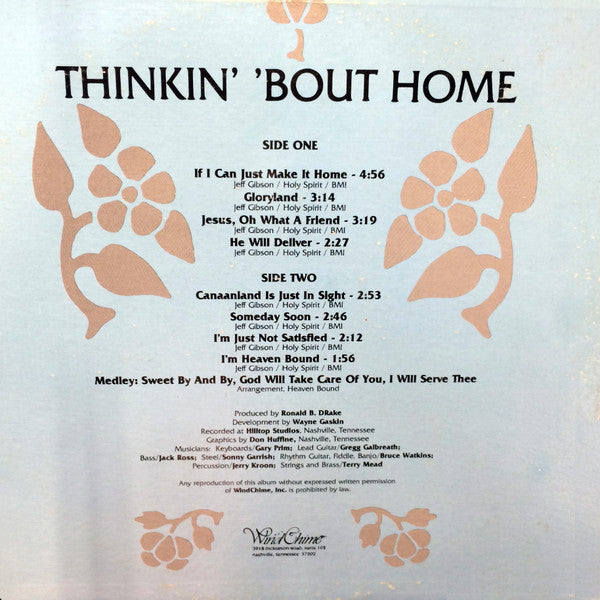 THINKIN' 'BOUT HOME
SIDE ONE
If I Can Just Make It Home - 4:56
Jeff Gibson / Holy Spirit / BMI
Gloryland - 3:14
Jeff Gibson / Holy Spirit / BMI
Jesus, Oh What A Friend - 3:19
Jeff Gibson / Holy Spirit / BMI
He Will Deliver - 2:27
Jeff Gibson / Holy Spirit / BMI
SIDE TWO
Canaanland Is Just In Sight - 2:53
Jeff Gibson / Holy Spirit / BMI
Someday Soon - 2:46
Jeff Gibson / Holy Spirit / BMI
I'm Just Not Satisfied - 2:12
Jeff Gibson / Holy Spirit / BMI
I'm Heaven Bound - 1:56
Jeff Gibson / Holy Spirit / BMI
Medley: Sweet By And By, God Will Take Care Of You, I Will Serve Thee
Arrangement, Heaven Bound
Produced by Ronald B. DRake
Development by Wayne Gaskin
Recorded at Hilltop Studios, Nashville, Tennessee
Graphics by Don Huffine, Nashville, Tennessee
Musicians: Keyboards/Gary Prim; Lead Guitar/Gregg Galbreath;
Bass/Jack Ross; Steel/Sonny Garrish; Rhythm Guitar, Fiddle, Banjo/Bruce Watkins;
Percussion/Jerry Kroon; Strings and Brass/Terry Mead
Any reproduction of this album without expressed written permission
of WindChime, Inc. is prohibited by law.
WindChime
nashville, tennessee